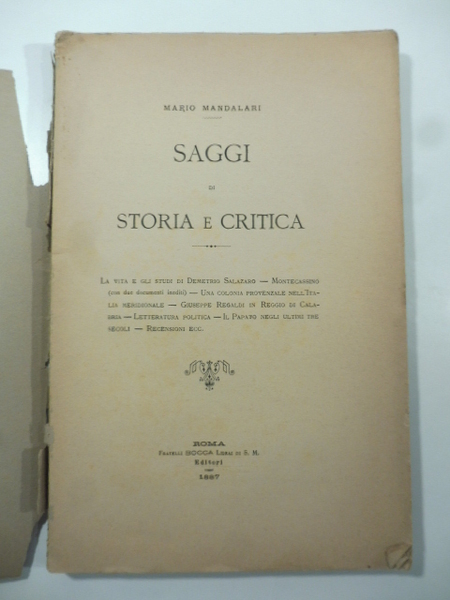 MARIO MANDALARI
SAGGI
DI
STORIA E CRITICA
LA VITA E GLI STUDI DI DEMETRIO SALAZARO — MONTECASSINO
(con due documenti inediti) — UNA COLONIA PROVENZALE NELL'ITA-
LIA MERIDIONALE — GIUSEPPE REGALDI IN REGGIO DI CALA-
BRIA — LETTERATURA POLITICA — IL PAPATO NEGLI ULTIMI TRE
SECOLI — RECENSIONI ECC.
ROMA
FRATELLI BOCCA LIBRAI DI S. M.
Editori
1887